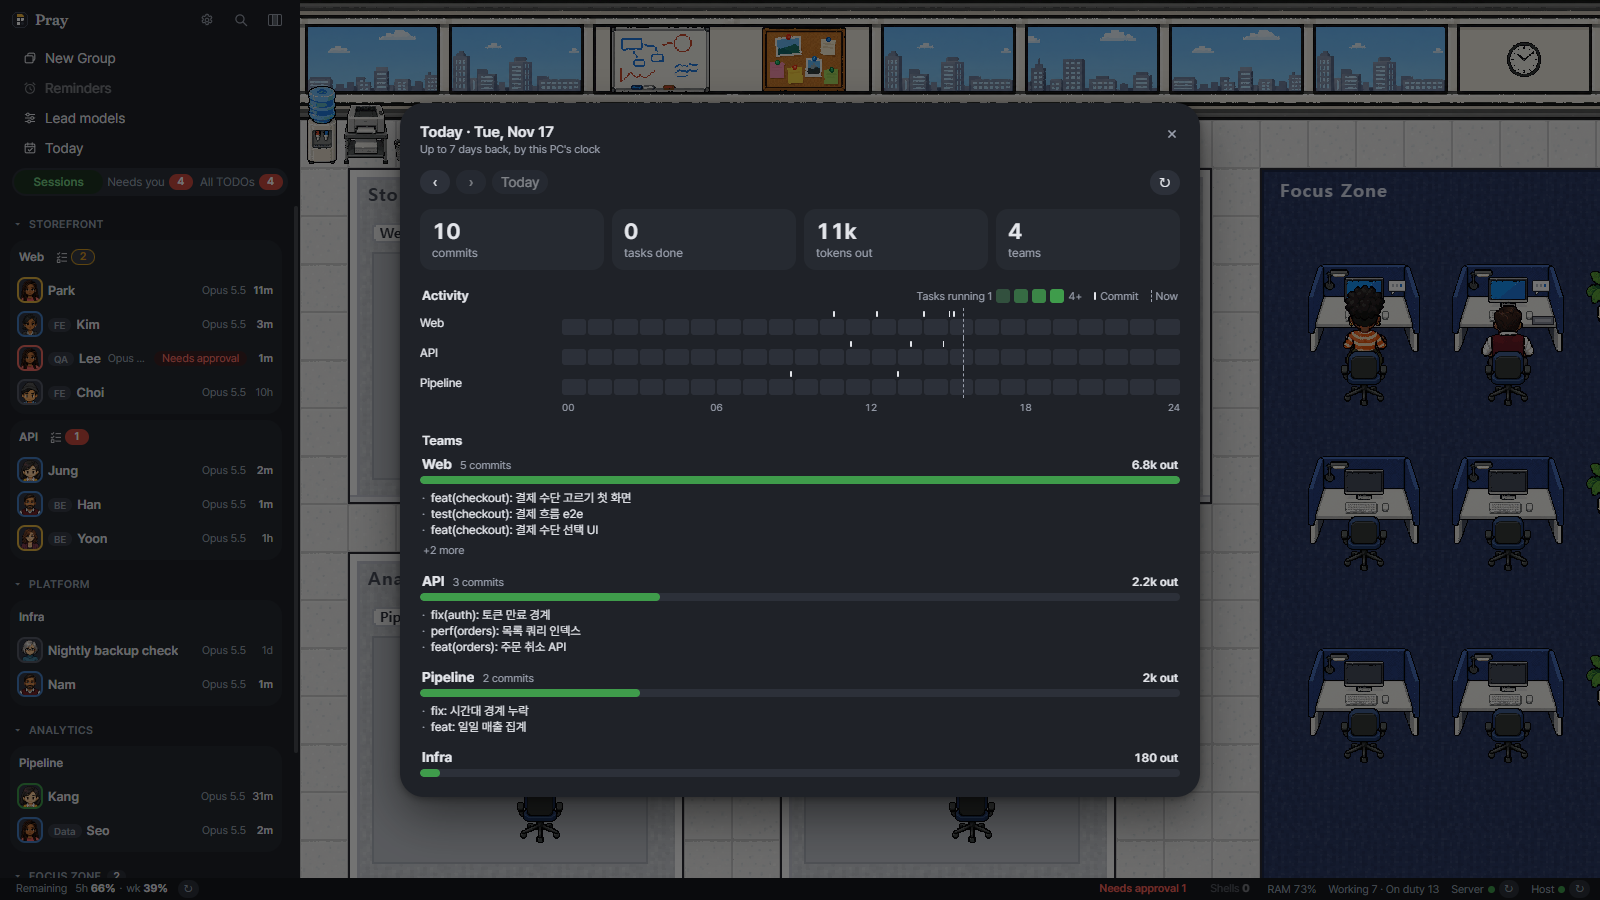 Pray
New Group
Reminders
Lead models
Today
Sessions Needs you 4 All TODOs 4
STOREFRONT
Web 2
Park Opus 5.5 11m
FE Kim Opus 5.5 3m
QA Lee Opus ... Needs approval 1m
FE Choi Opus 5.5 10h
API 1
Jung Opus 5.5 2m
BE Han Opus 5.5 1m
BE Yoon Opus 5.5 1h
PLATFORM
Infra
Nightly backup check Opus 5.5 1d
Nam Opus 5.5 1m
ANALYTICS
Pipeline
Kang Opus 5.5 31m
Data Seo Opus 5.5 2m
FOCUS ZONE 2
Remaining 5h 66% · wk 39%
Sto
We
Ana
Pip
Focus Zone
Today · Tue, Nov 17
Up to 7 days back, by this PC's clock
Today
10 commits
0 tasks done
11k tokens out
4 teams
Activity
Tasks running 1 4+ Commit Now
Web
API
Pipeline
00 06 12 18 24
Teams
Web 5 commits 6.8k out
· feat(checkout): 결제 수단 고르기 첫 화면
· test(checkout): 결제 흐름 e2e
· feat(checkout): 결제 수단 선택 UI
+2 more
API 3 commits 2.2k out
· fix(auth): 토큰 만료 경계
· perf(orders): 목록 쿼리 인덱스
· feat(orders): 주문 취소 API
Pipeline 2 commits 2k out
· fix: 시간대 경계 누락
· feat: 일일 매출 집계
Infra 180 out
Needs approval 1 Shells 0 RAM 73% Working 7 · On duty 13 Server Host